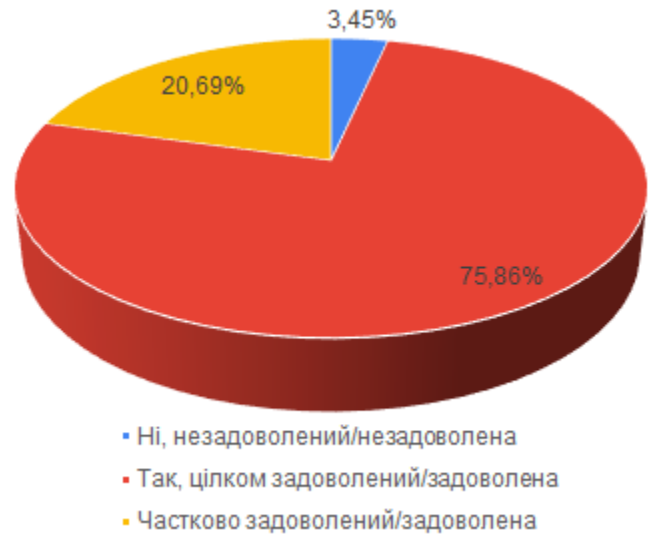 3,45%
20,69%
75,86%
Ні, незадоволений/незадоволена
Так, цілком задоволений/задоволена
Частково задоволений/задоволена